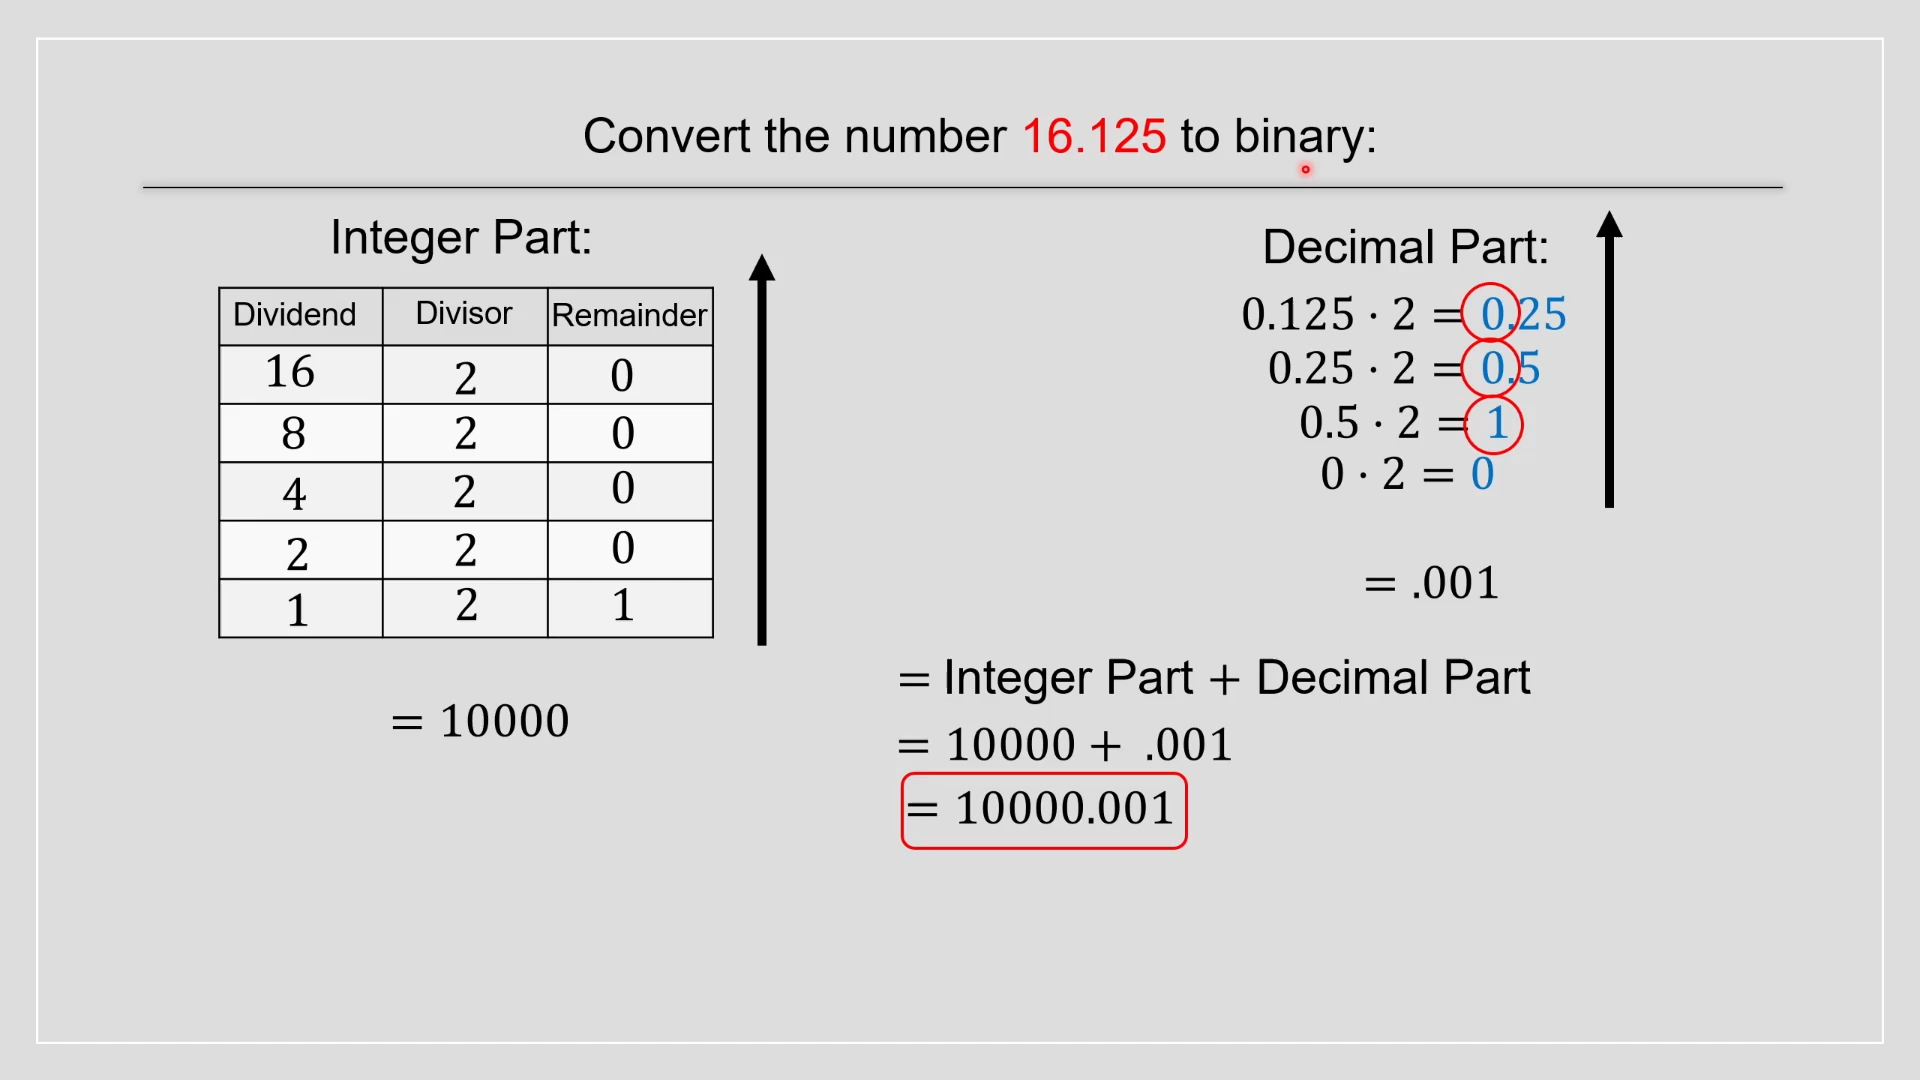 Convert the number 16.125 to binary:
Integer Part:
Dividend Divisor Remainder
16 2 0
8 2 0
4 2 0
2 2 0
1 2 1
= 10000
Decimal Part:
0.125 · 2 = 0.25
0.25 · 2 = 0.5
0.5 · 2 = 1
0 · 2 = 0
= .001
= Integer Part + Decimal Part
= 10000 + .001
= 10000.001